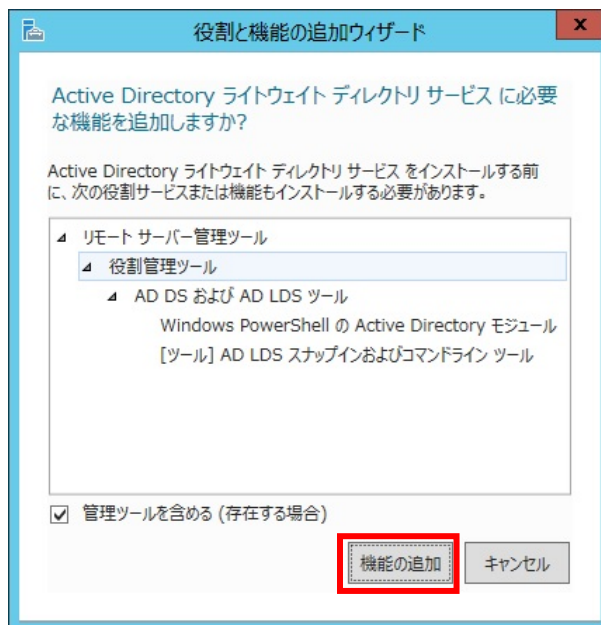 役割と機能の追加ウィザード
x
Active Directory ライトウェイト ディレクトリ サービス に必要
な機能を追加しますか?
Active Directory ライトウェイト ディレクトリ サービス をインストールする前
に、次の役割サービスまたは機能もインストールする必要があります。
リモート サーバー管理ツール
役割管理ツール
AD DS および AD LDS ツール
Windows PowerShell の Active Directory モジュール
[ツール] AD LDS スナップインおよびコマンドライン ツール
管理ツールを含める (存在する場合)
機能の追加 キャンセル